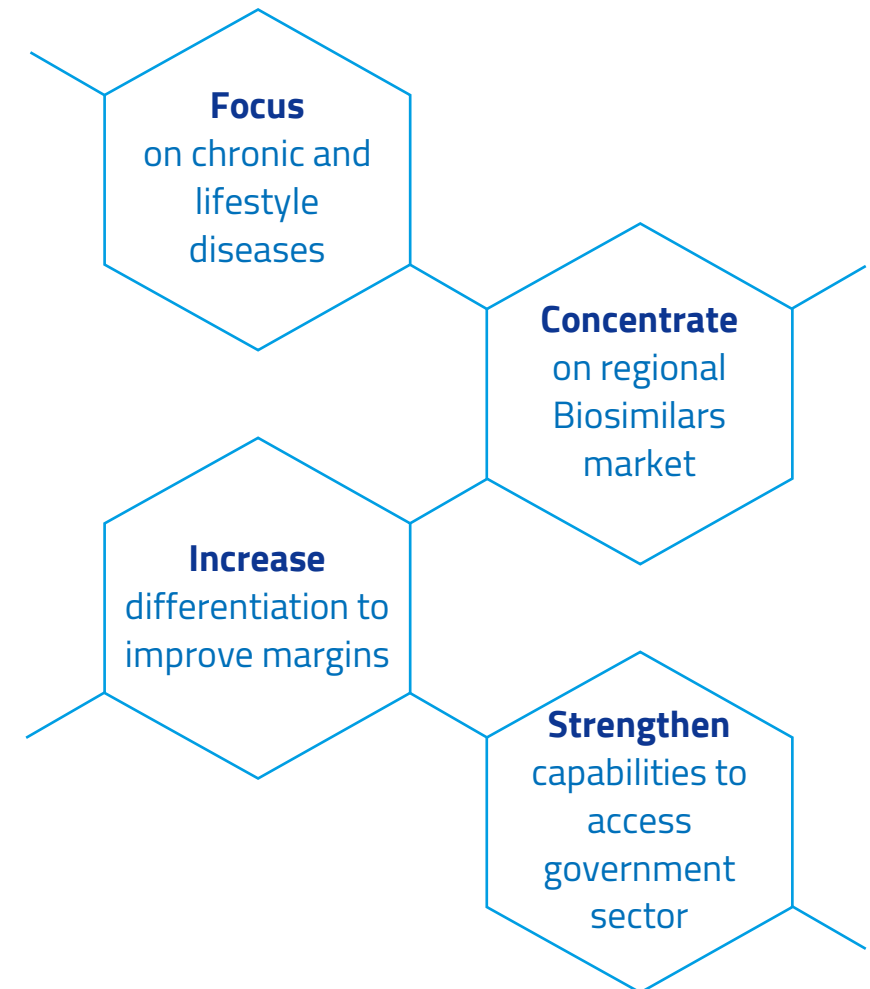 Focus
on chronic and
lifestyle
diseases
Concentrate
on regional
Biosimilars
market
Increase
differentiation to
improve margins
Strengthen
capabilities to
access
government
sector